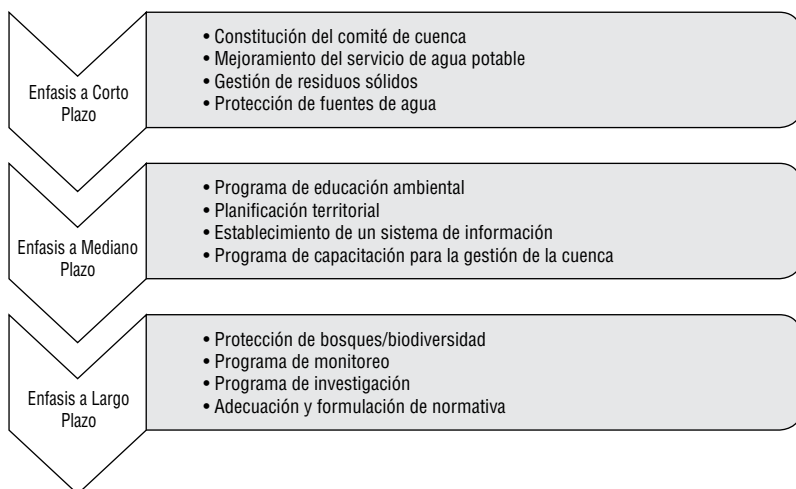 Enfasis a Corto
Plazo
• Constitución del comité de cuenca
• Mejoramiento del servicio de agua potable
• Gestión de residuos sólidos
• Protección de fuentes de agua
Enfasis a Mediano
Plazo
• Programa de educación ambiental
• Planificación territorial
• Establecimiento de un sistema de información
• Programa de capacitación para la gestión de la cuenca
Enfasis a Largo
Plazo
• Protección de bosques/biodiversidad
• Programa de monitoreo
• Programa de investigación
• Adecuación y formulación de normativa